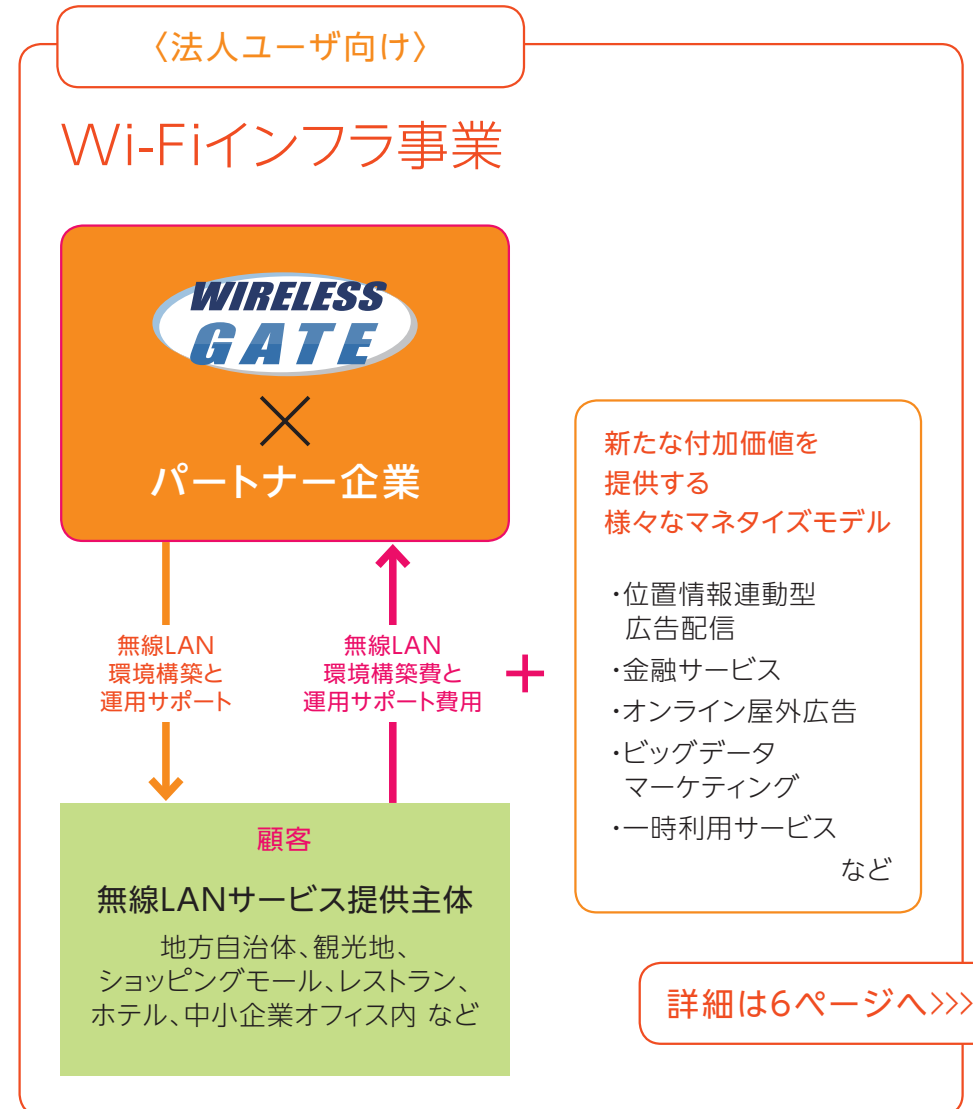 〈法人ユーザ向け〉
Wi-Fiインフラ事業
WIRELESS
GATE
×
パートナー企業
無線LAN
環境構築と
運用サポート
無線LAN
環境構築費と
運用サポート費用
+
新たな付加価値を
提供する
様々なマネタイズモデル
・位置情報連動型
広告配信
・金融サービス
・オンライン屋外広告
・ビッグデータ
マーケティング
・一時利用サービス
など
顧客
無線LANサービス提供主体
地方自治体、観光地、
ショッピングモール、レストラン、
ホテル、中小企業オフィス内 など
詳細は6ページへ>>>